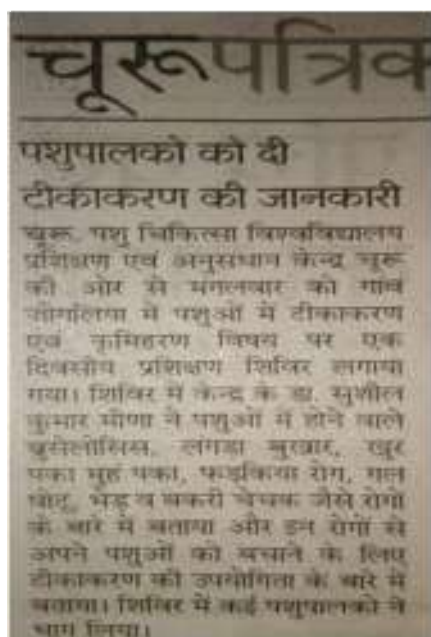 चूरूपत्रिक
पशुपालकों को दी
टीकाकरण की जानकारी
चूरू. पशु चिकित्सा विश्वविद्यालय
प्रशिक्षण एवं अनुसंधान केन्द्र चूरू
की ओर से मंगलवार को गांव
में पशुओं में टीकाकरण
एवं कृमिहरण विषय पर एक
दिवसीय प्रशिक्षण शिविर लगाया
गया। शिविर में केन्द्र के डा. सुशील
कुमार मीणा ने पशुओं में होने वाले
ब्रुसेलोसिस, लंगडा बुखार, खुर
पका मुंह पका, फड़किया रोग, गल
घोंटू, भेड़ व बकरी चेचक जैसे रोगों
के बारे में बताया और इन रोगों से
अपने पशुओं को बचाने के लिए
टीकाकरण की उपयोगिता के बारे में
बताया। शिविर में कई पशुपालकों ने
भाग लिया।